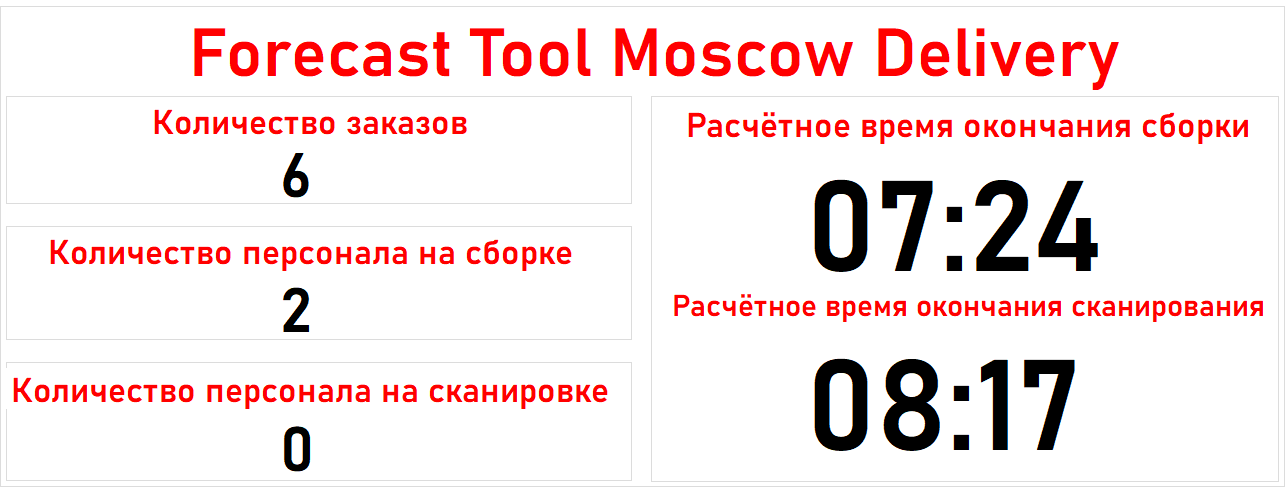 Forecast Tool Moscow Delivery
Количество заказов
6
Количество персонала на сборке
2
Количество персонала на сканировке
0
Расчётное время окончания сборки
07:24
Расчётное время окончания сканирования
08:17